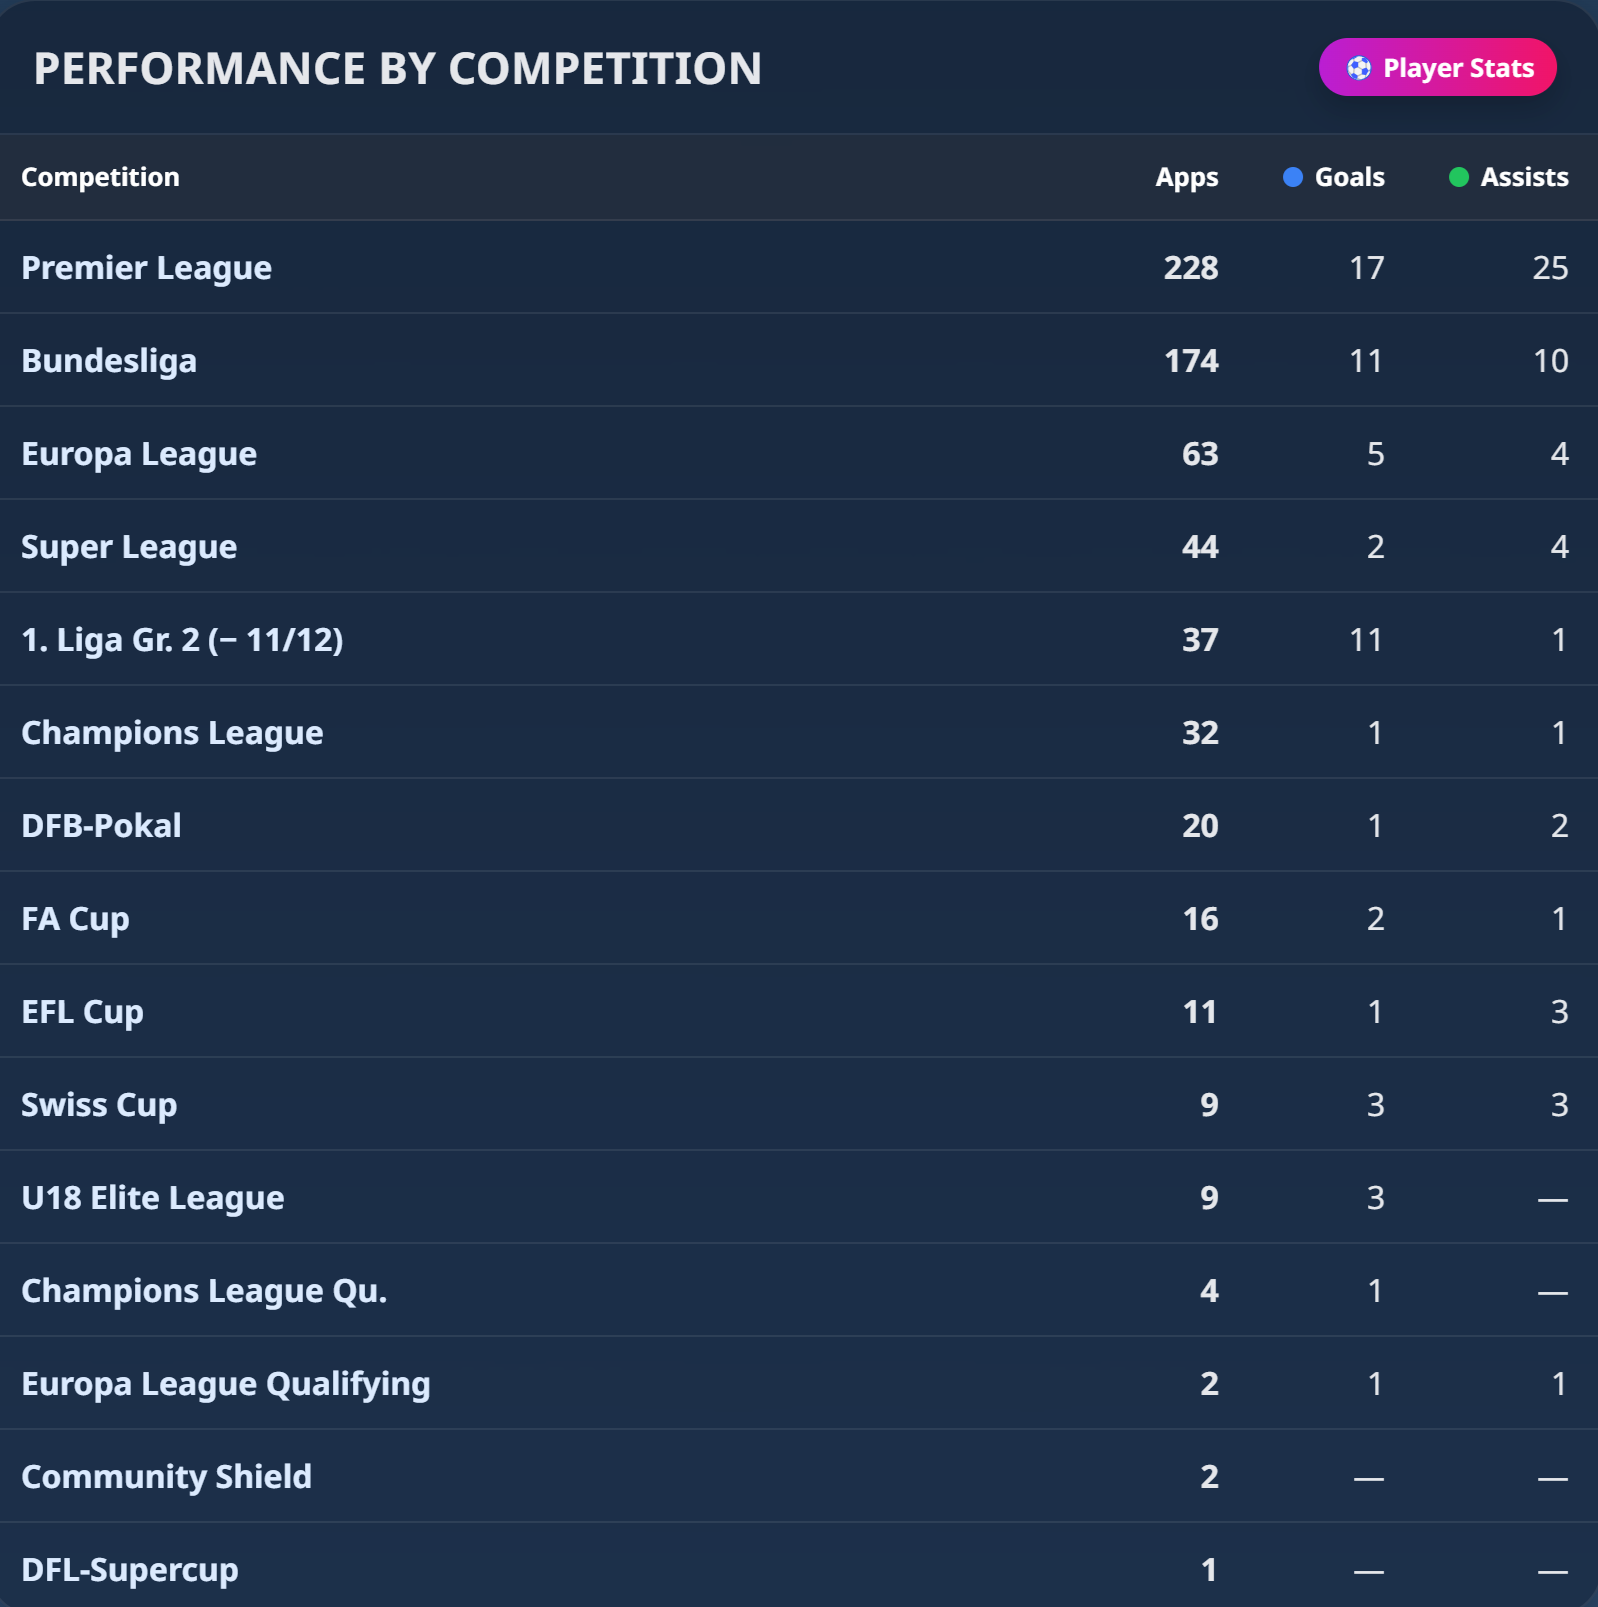 PERFORMANCE BY COMPETITION
⚽ Player Stats
Competition Apps Goals Assists
Premier League 228 17 25
Bundesliga 174 11 10
Europa League 63 5 4
Super League 44 2 4
1. Liga Gr. 2 (– 11/12) 37 11 1
Champions League 32 1 1
DFB-Pokal 20 1 2
FA Cup 16 2 1
EFL Cup 11 1 3
Swiss Cup 9 3 3
U18 Elite League 9 3 —
Champions League Qu. 4 1 —
Europa League Qualifying 2 1 1
Community Shield 2 — —
DFL-Supercup 1 — —